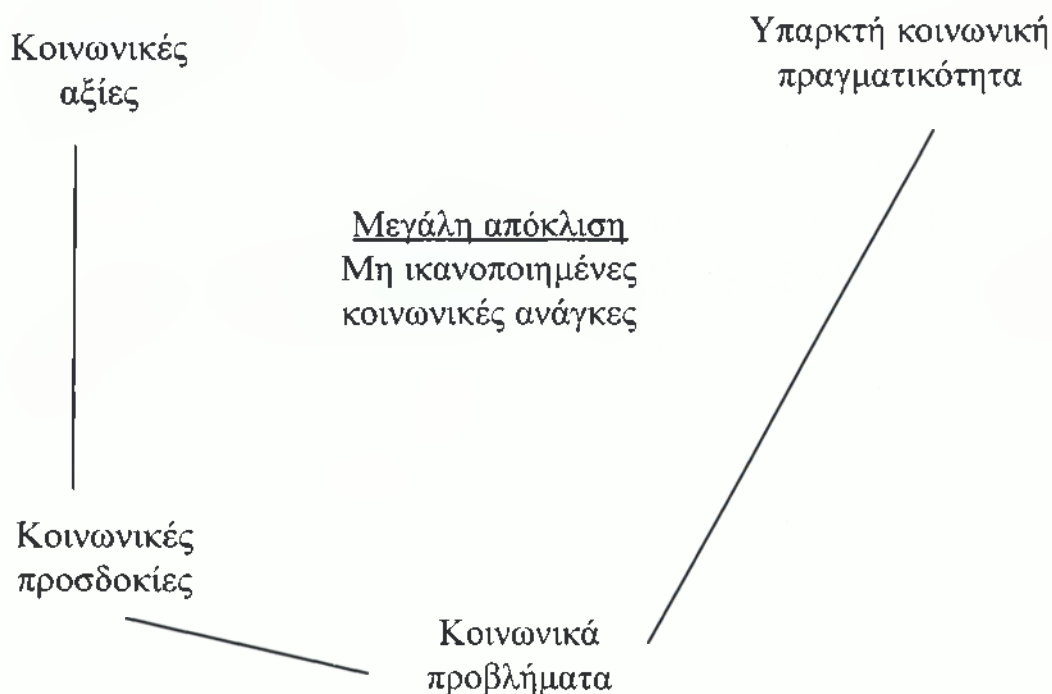 Κοινωνικές
αξίες
Υπαρκτή κοινωνική
πραγματικότητα
Μεγάλη απόκλιση
Μη ικανοποιημένες
κοινωνικές ανάγκες
Κοινωνικές
προσδοκίες
Κοινωνικά
προβλήματα